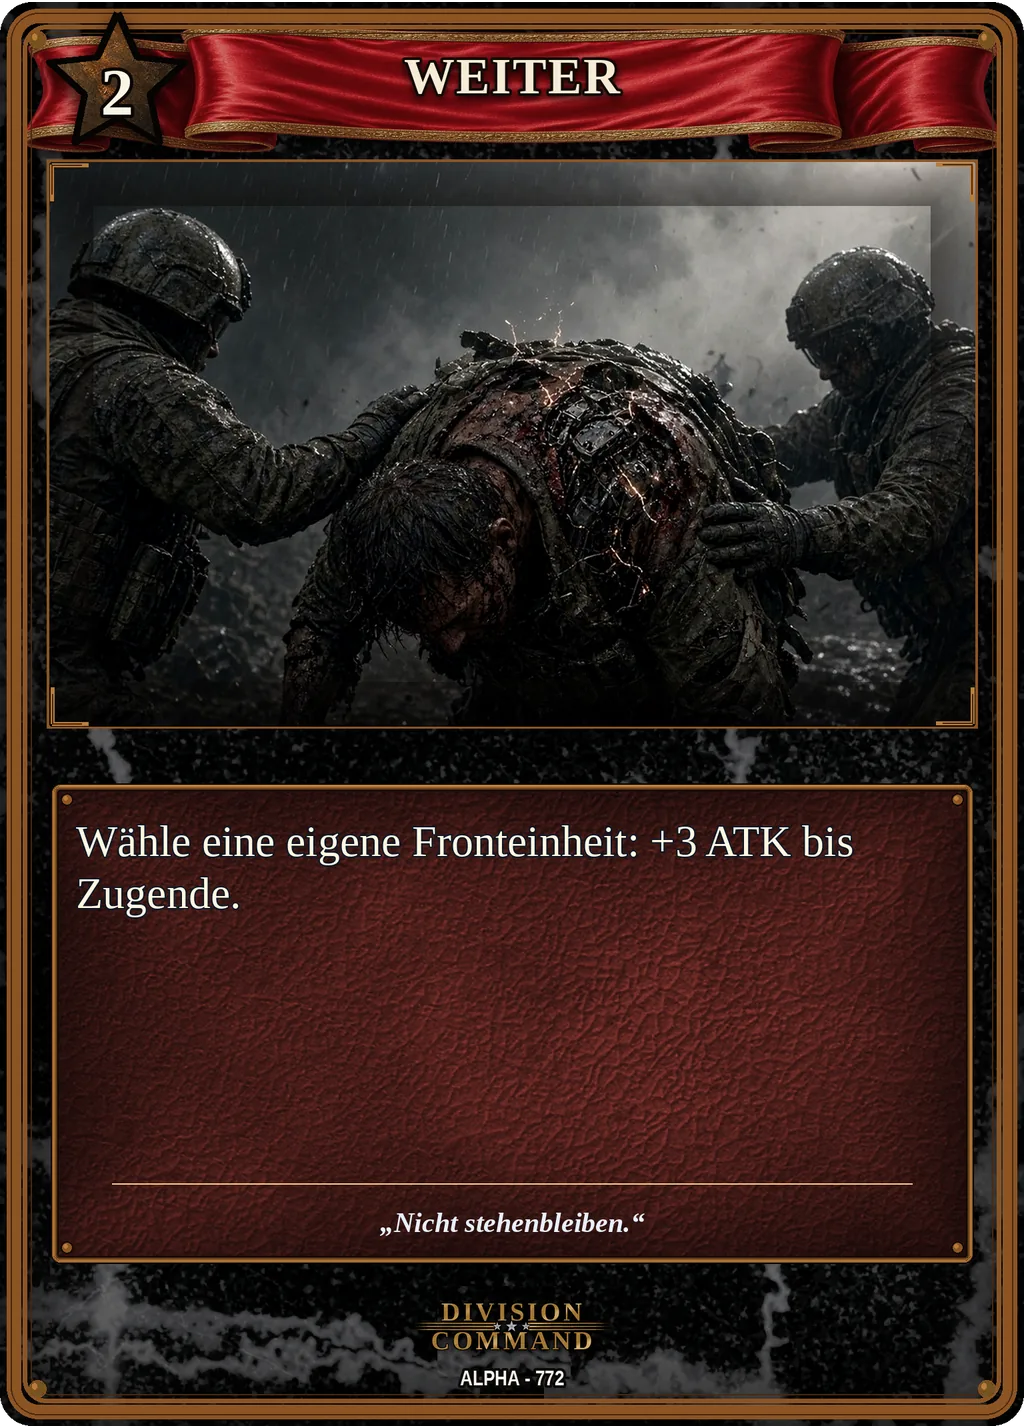 2
WEITER
Wähle eine eigene Fronteinheit: +3 ATK bis
Zugende.
„Nicht stehenbleiben.“
DIVISION
COMMAND
ALPHA - 772